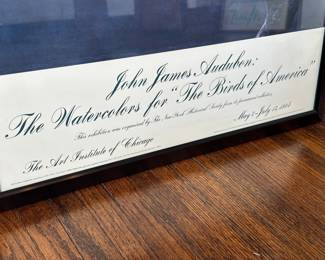 John James Audubon:
The Watercolors for "The Birds of America"
This exhibition was organized by The New-York Historical Society from its permanent collection.
The Art Institute of Chicago
May 7 – July 17, 1994